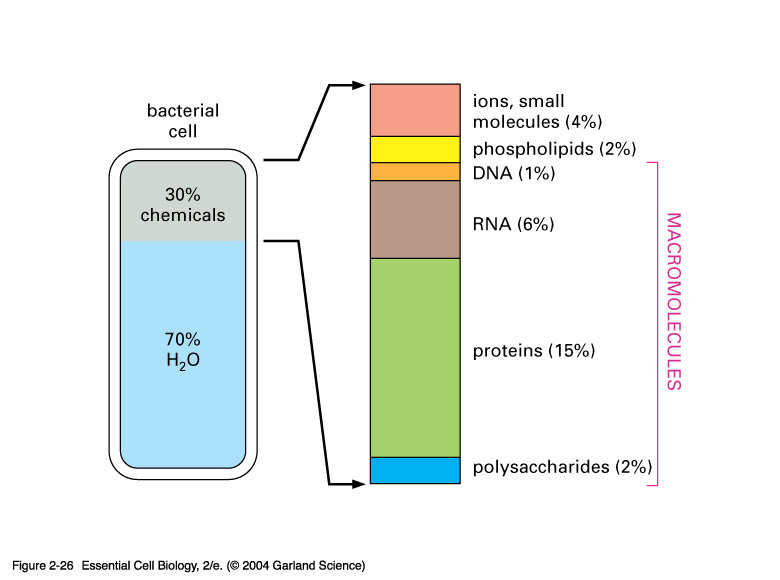 bacterial
cell
30%
chemicals
70%
H₂O
ions, small
molecules (4%)
phospholipids (2%)
DNA (1%)
RNA (6%)
proteins (15%)
polysaccharides (2%)
MACROMOLECULES
Figure 2-26 Essential Cell Biology, 2/e. (© 2004 Garland Science)